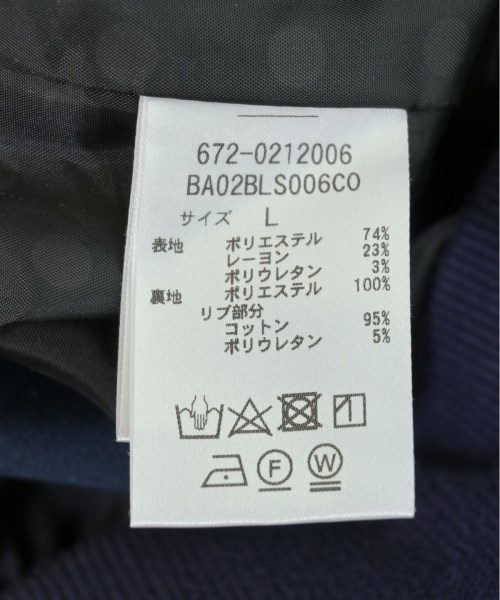 672-0212006
BA02BLS006CO
サイズ L
表地 ポリエステル 74%
レーヨン 23%
ポリウレタン 3%
裏地 ポリエステル 100%
リブ部分
コットン 95%
ポリウレタン 5%
F W